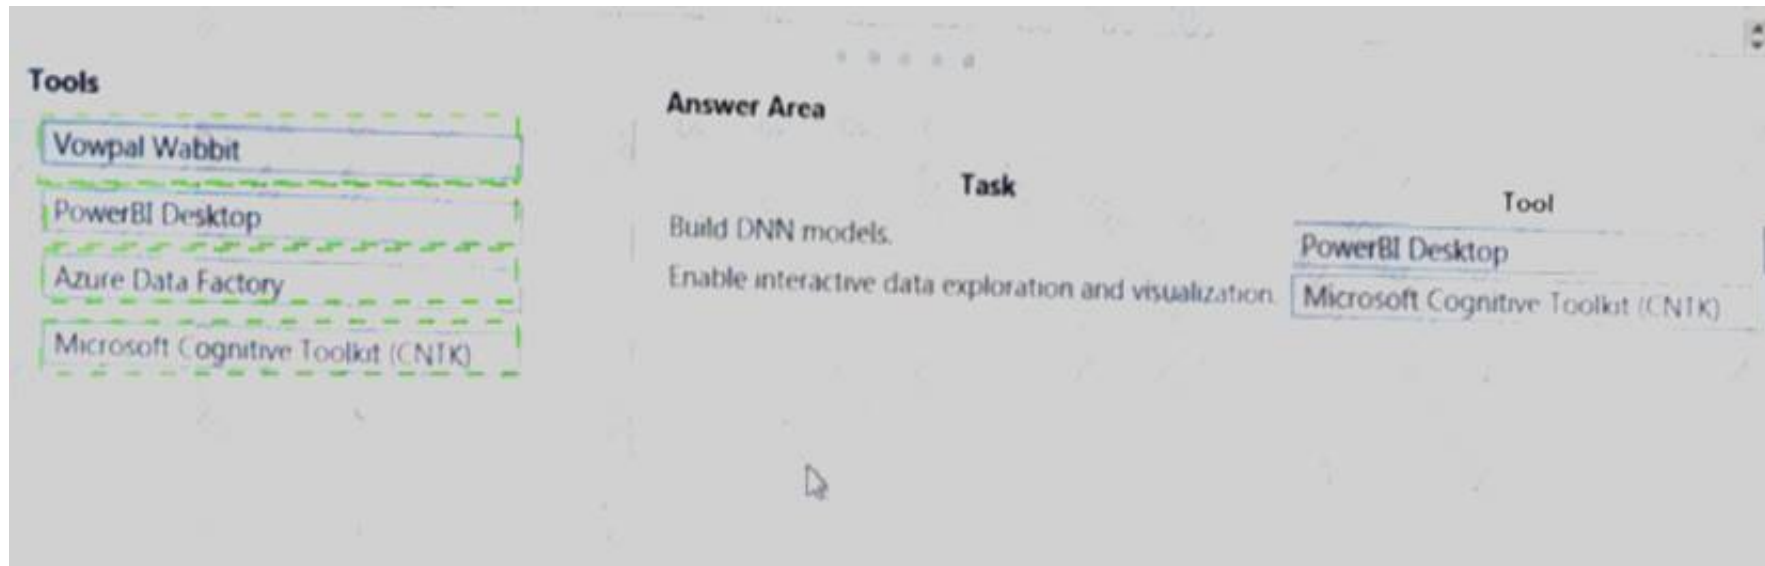 Tools
Vowpal Wabbit
PowerBI Desktop
Azure Data Factory
Microsoft Cognitive Toolkit (CNTK)
Answer Area
Task
Tool
Build DNN models.
PowerBI Desktop
Enable interactive data exploration and visualization.
Microsoft Cognitive Toolkit (CNTK)